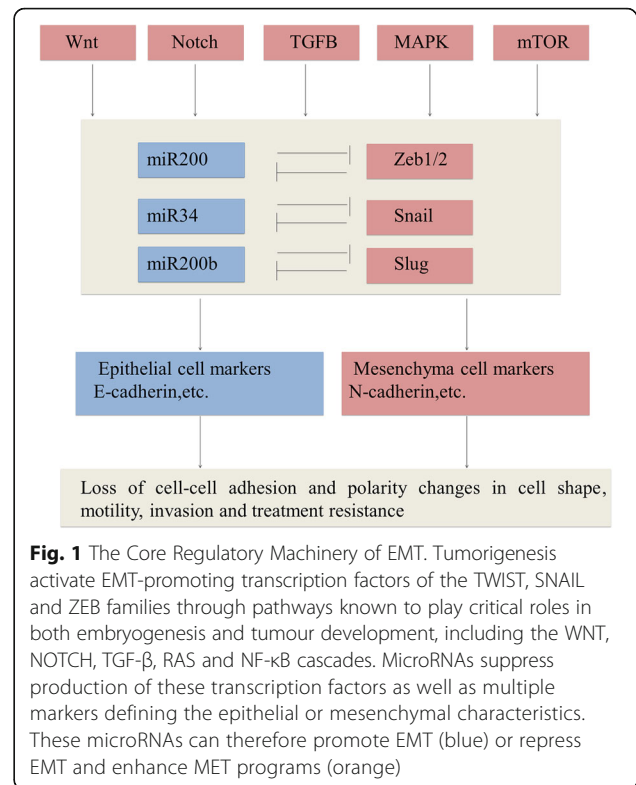 Wnt Notch TGFB MAPK mTOR
miR200 Zeb1/2
miR34 Snail
miR200b Slug
Epithelial cell markers
E-cadherin,etc.
Mesenchyma cell markers
N-cadherin,etc.
Loss of cell-cell adhesion and polarity changes in cell shape,
motility, invasion and treatment resistance
Fig. 1 The Core Regulatory Machinery of EMT. Tumorigenesis
activate EMT-promoting transcription factors of the TWIST, SNAIL
and ZEB families through pathways known to play critical roles in
both embryogenesis and tumour development, including the WNT,
NOTCH, TGF-β, RAS and NF-κB cascades. MicroRNAs suppress
production of these transcription factors as well as multiple
markers defining the epithelial or mesenchymal characteristics.
These microRNAs can therefore promote EMT (blue) or repress
EMT and enhance MET programs (orange)